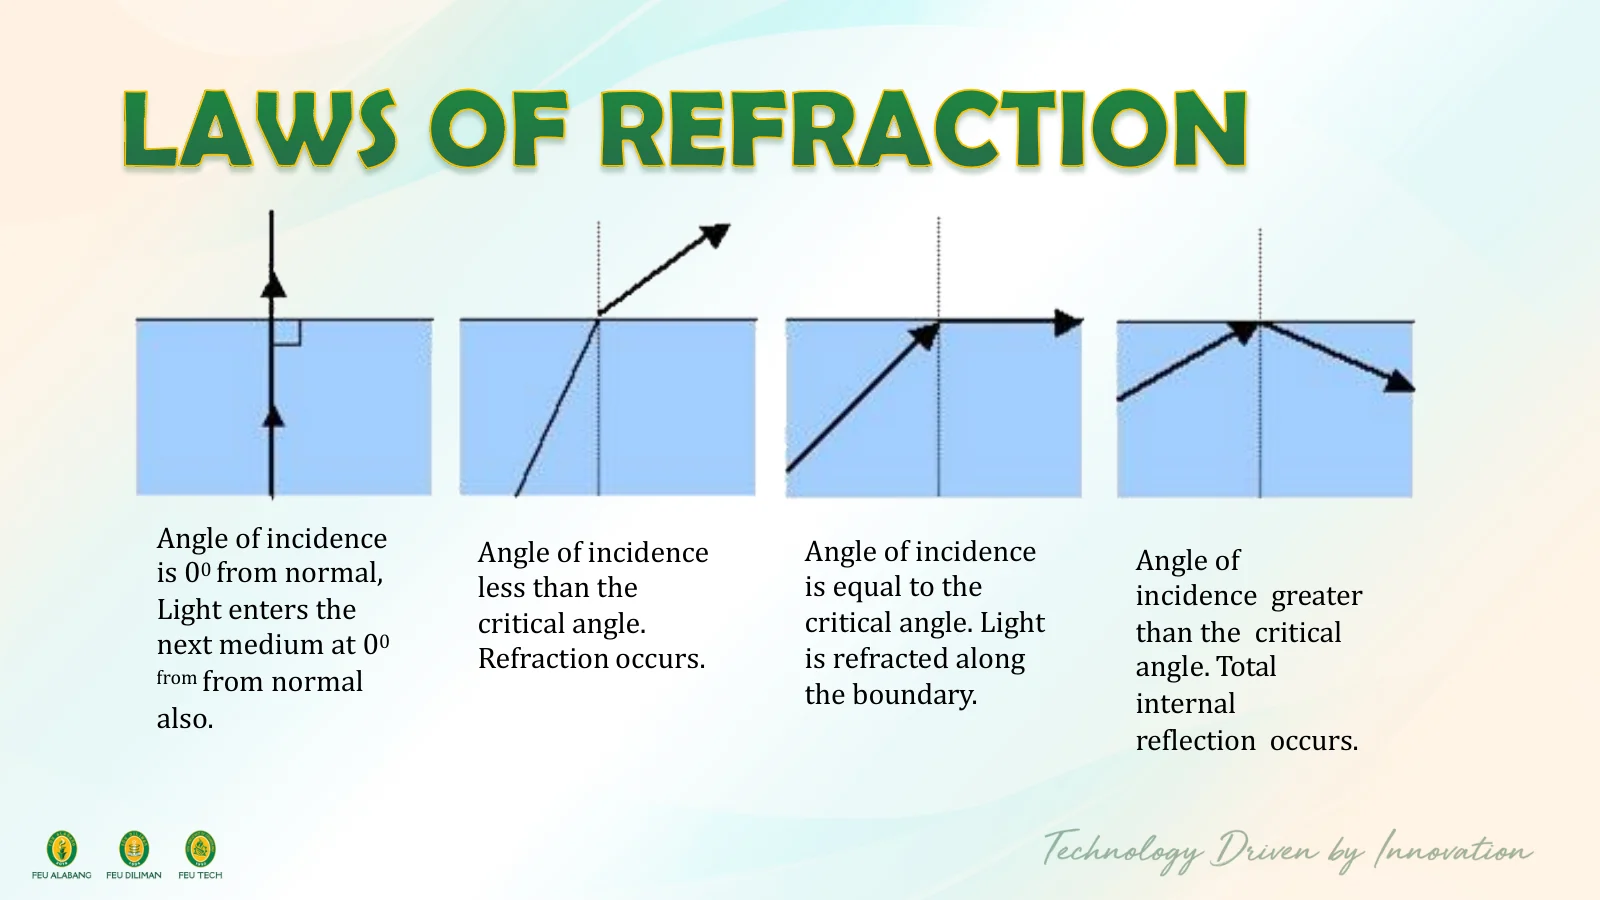 LAWS OF REFRACTION
Angle of incidence
is 0⁰ from normal,
Light enters the
next medium at 0⁰
from from normal
also.
Angle of incidence
less than the
critical angle.
Refraction occurs.
Angle of incidence
is equal to the
critical angle. Light
is refracted along
the boundary.
Angle of
incidence greater
than the critical
angle. Total
internal
reflection occurs.
FEU ALABANG
FEU DILIMAN
FEU TECH
Technology Driven by Innovation